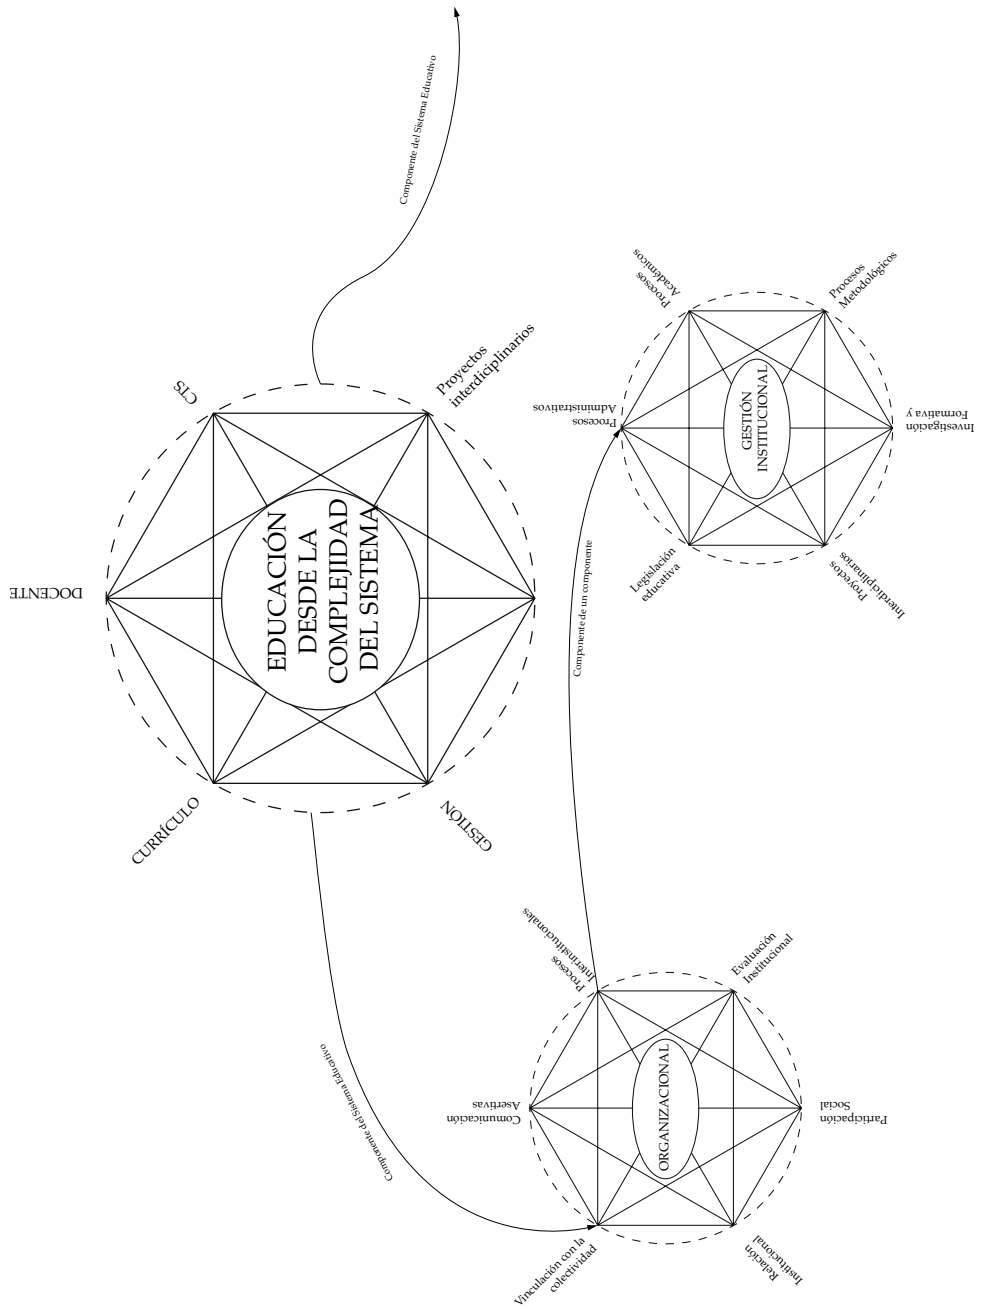 Componente del Sistema Educativo
CTS
Proyectos
interdiciplinarios
DOCENTE
EDUCACIÓN
DESDE LA
COMPLEJIDAD
DEL SISTEMA
CURRÍCULO
GESTIÓN
Componente del Sistema Educativo
Componente de un componente
Procesos
Académicos
Procesos
Metodológicos
Procesos
Administrativos
GESTIÓN
INSTITUCIONAL
Investigación
Formativa y
Legislación
educativa
Proyectos
Interdiciplinarios
Procesos
Interinstitucionales
Evaluación
Institucional
Comunicación
Asertivas
ORGANIZACIONAL
Participación
Social
Vinculación con la
colectividad
Relación
Institucional